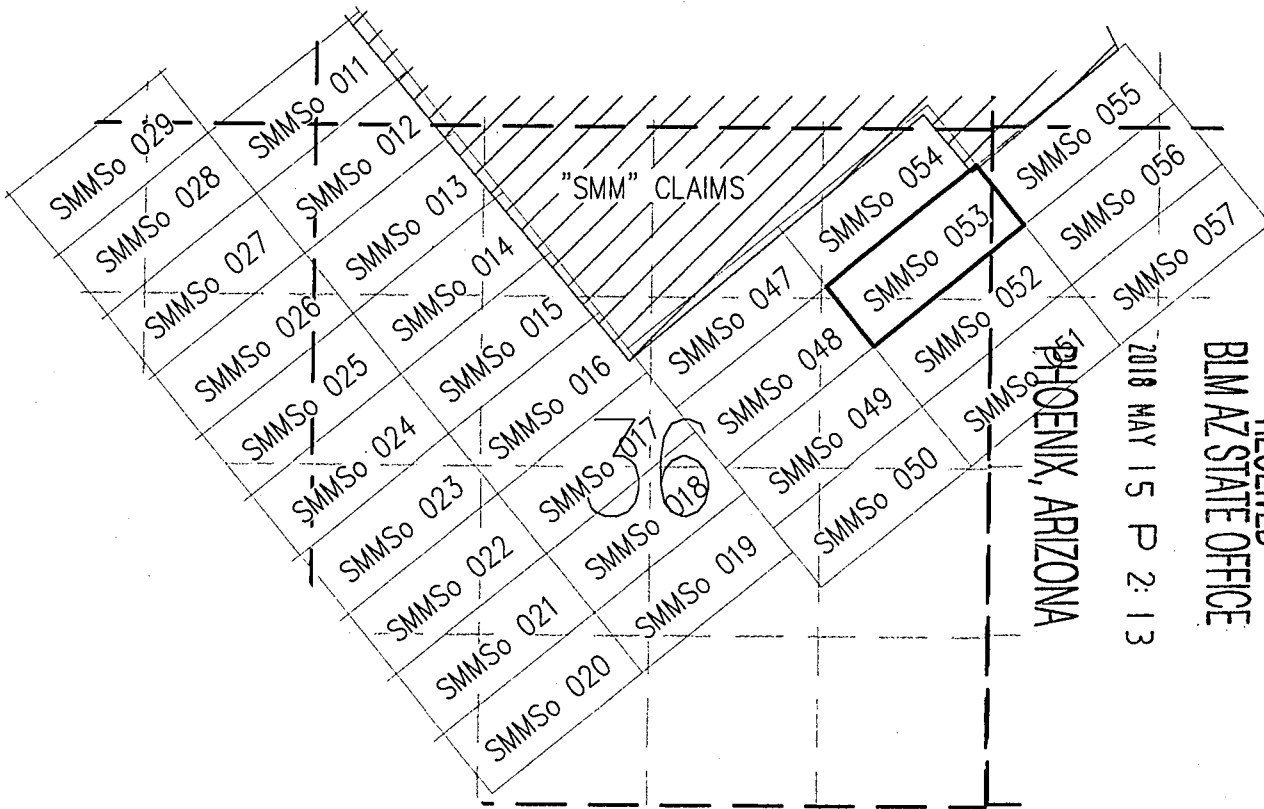 SMMSo 029
SMMSo 028
SMMSo 027
SMMSo 026
SMMSo 025
SMMSo 024
SMMSo 023
SMMSo 022
SMMSo 021
SMMSo 020
SMMSo 011
SMMSo 012
SMMSo 013
SMMSo 014
SMMSo 015
SMMSo 016
SMMSo 017
SMMSo 018
SMMSo 019
36
"SMM" CLAIMS
SMMSo 047
SMMSo 048
SMMSo 049
SMMSo 050
SMMSo 054
SMMSo 053
SMMSo 052
SMMSo 051
SMMSo 055
SMMSo 056
SMMSo 057
BLM AZ STATE OFFICE
2018 MAY 15 P 2:13
PHOENIX, ARIZONA